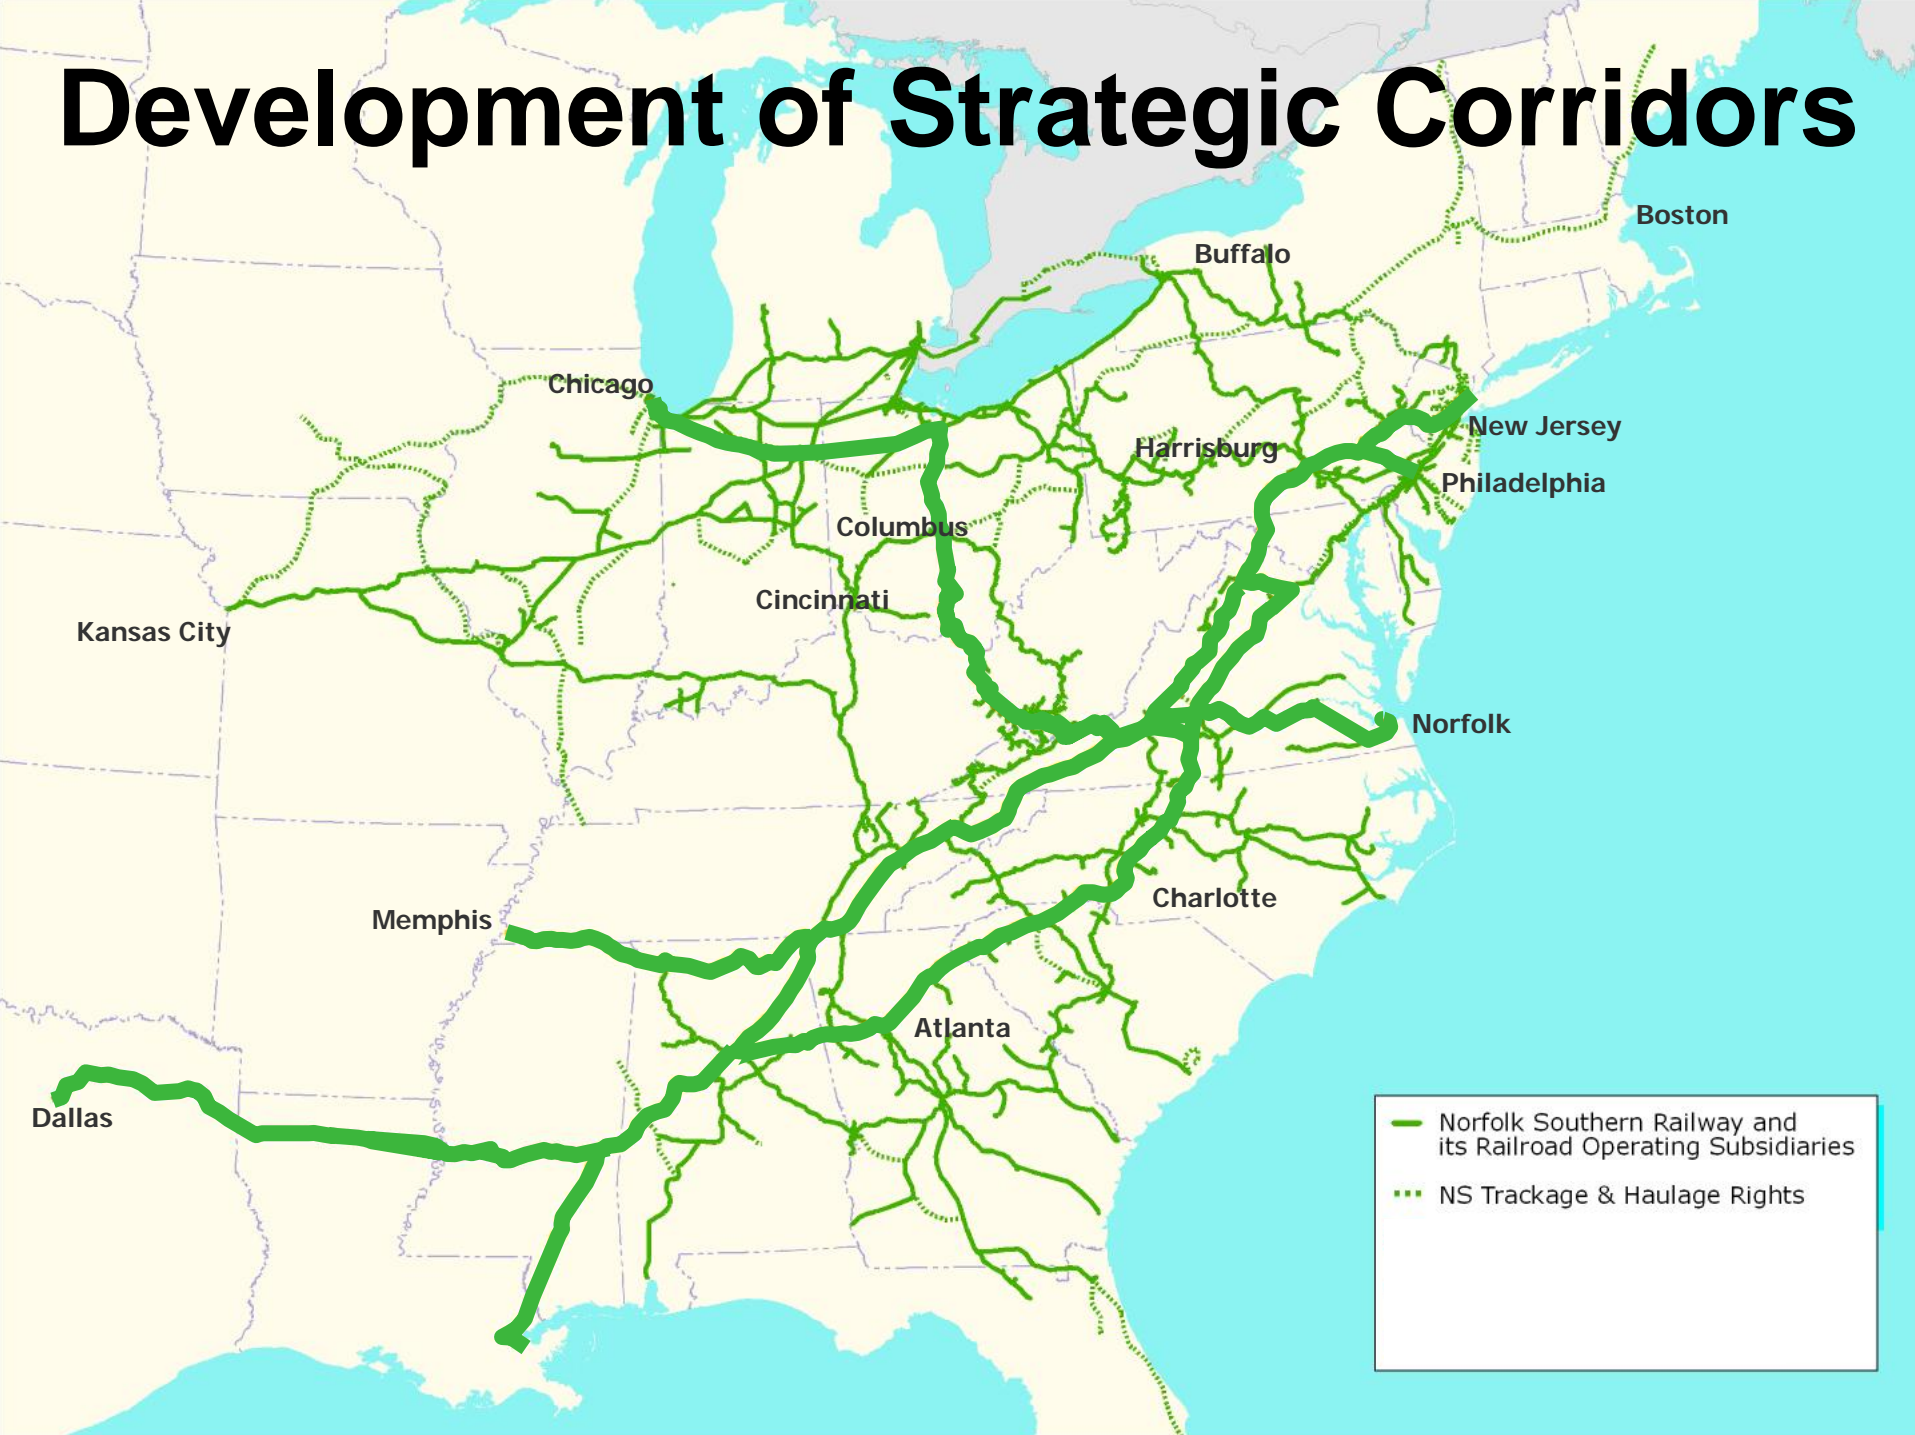 Development of Strategic Corridors
Boston
Buffalo
Chicago
New Jersey
Harrisburg
Philadelphia
Columbus
Cincinnati
Kansas City
Norfolk
Charlotte
Memphis
Atlanta
Dallas
Norfolk Southern Railway and
its Railroad Operating Subsidiaries
NS Trackage & Haulage Rights